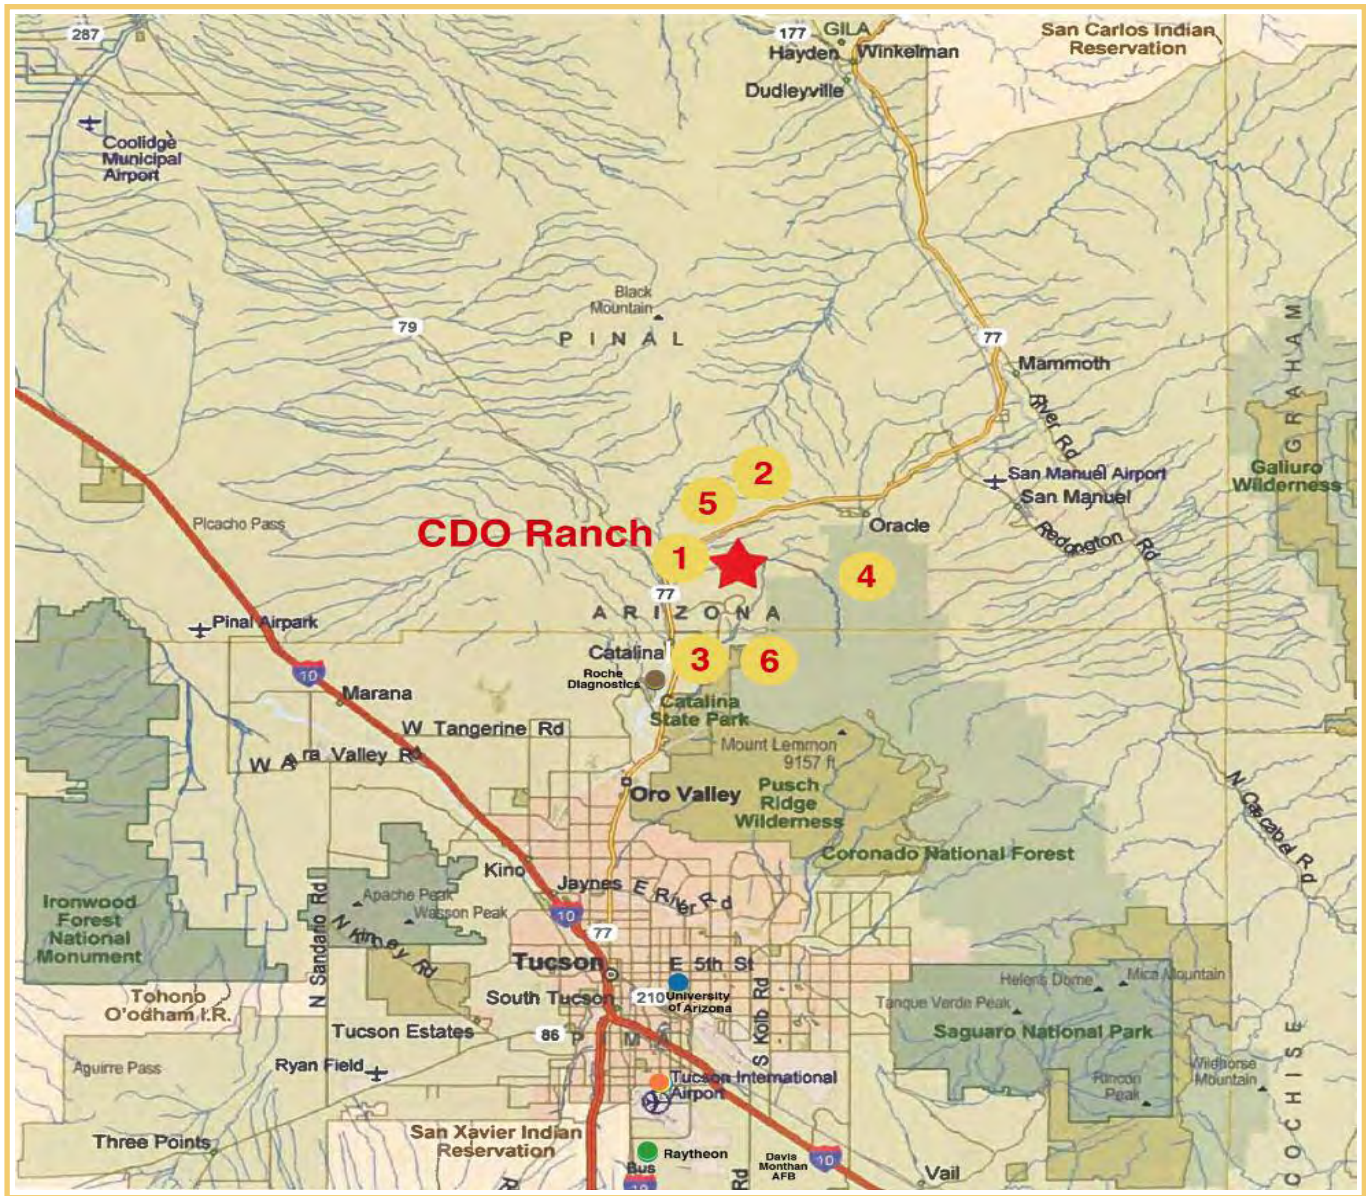 287
177
GILA
Hayden
Winkelman
Dudleyville
San Carlos Indian
Reservation
Coolidge
Municipal
Airport
Black
Mountain
PINAL
79
77
Mammoth
River Rd
GRAHAM
Galiuro
Wilderness
San Manuel Airport
San Manuel
Redington Rd
Oracle
Picacho Pass
2
5
CDO Ranch
1
4
77
ARIZONA
Pinal Airpark
Catalina
3
6
Roche
Diagnostics
10
Marana
Catalina
State Park
W Tangerine Rd
Mount Lemmon
9157 ft
W A ra Valley Rd
Oro Valley
Pusch
Ridge
Wilderness
N Cascabel Rd
Coronado National Forest
Kino
Jaynes
E River Rd
Apache Peak
Wasson Peak
Ironwood
Forest
National
Monument
N Sandario Rd
N Kinney Rd
10
77
Tucson
E 5th St
Helens Dome
Mica Mountain
Tohono
O'odham I.R.
South Tucson
210
University
of Arizona
S Kolb Rd
Tanque Verde Peak
Saguaro National Park
Tucson Estates
86
P M A
Aguirre Pass
Ryan Field
Tucson International
Airport
Wildhorse
Mountain
Rincon
Peak
COCHISE
Three Points
San Xavier Indian
Reservation
Raytheon
Bus
19
Rd
Davis
Monthan
AFB
10
Vail
R